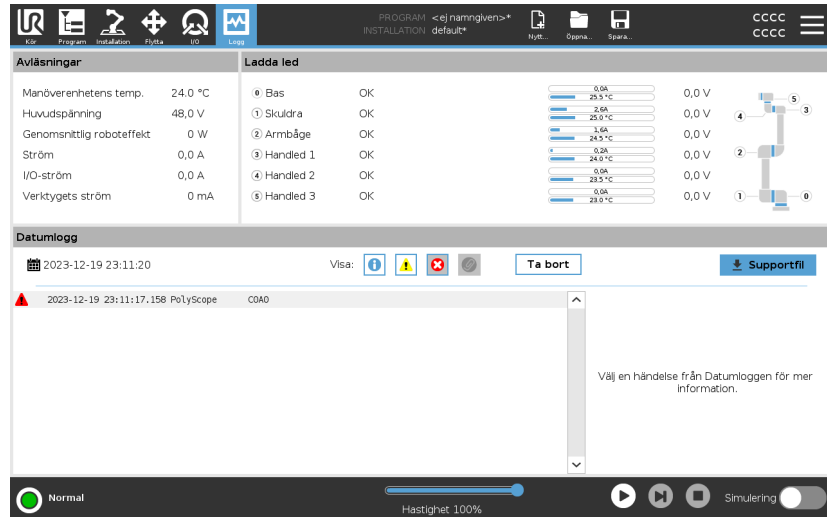 UR
Kör
Program
Installation
Flytta
I/O
Logg
PROGRAM <ej namngiven>*
INSTALLATION default*
Nytt...
Öppna...
Spara...
CCCC
CCCC
Avläsningar
Manöverenhetens temp. 24.0 °C
Huvudspänning 48,0 V
Genomsnittlig roboteffekt 0 W
Ström 0,0 A
I/O-ström 0,0 A
Verktygets ström 0 mA
Ladda led
0 Bas OK 0,0A 25.5 °C 0,0 V
1 Skuldra OK 2,6A 25.0 °C 0,0 V
2 Armbåge OK 1,6A 24.5 °C 0,0 V
3 Handled 1 OK 0,2A 24.0 °C 0,0 V
4 Handled 2 OK 0,0A 23.5 °C 0,0 V
5 Handled 3 OK 0,0A 23.0 °C 0,0 V
5
4 3
2
1 0
Datumlogg
2023-12-19 23:11:20 Visa: Ta bort Supportfil
2023-12-19 23:11:17.158 PolyScope C0A0
Välj en händelse från Datumloggen för mer
information.
Normal
Hastighet 100%
Simulering